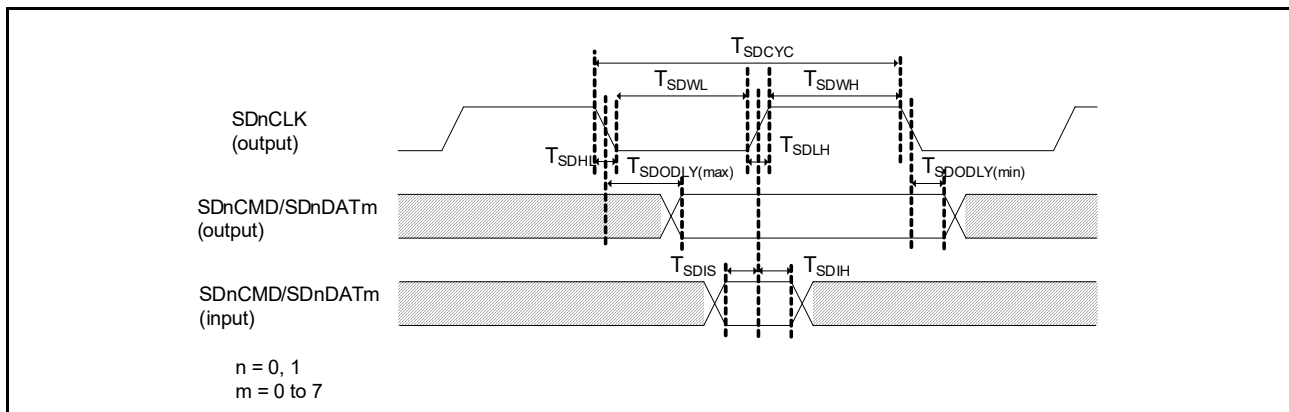 TSDCYC
TSDWL
TSDWH
SDnCLK
(output)
TSDHL
TSDLH
TSDODLY(max)
TSDODLY(min)
SDnCMD/SDnDATm
(output)
TSDIS
TSDIH
SDnCMD/SDnDATm
(input)
n = 0, 1
m = 0 to 7